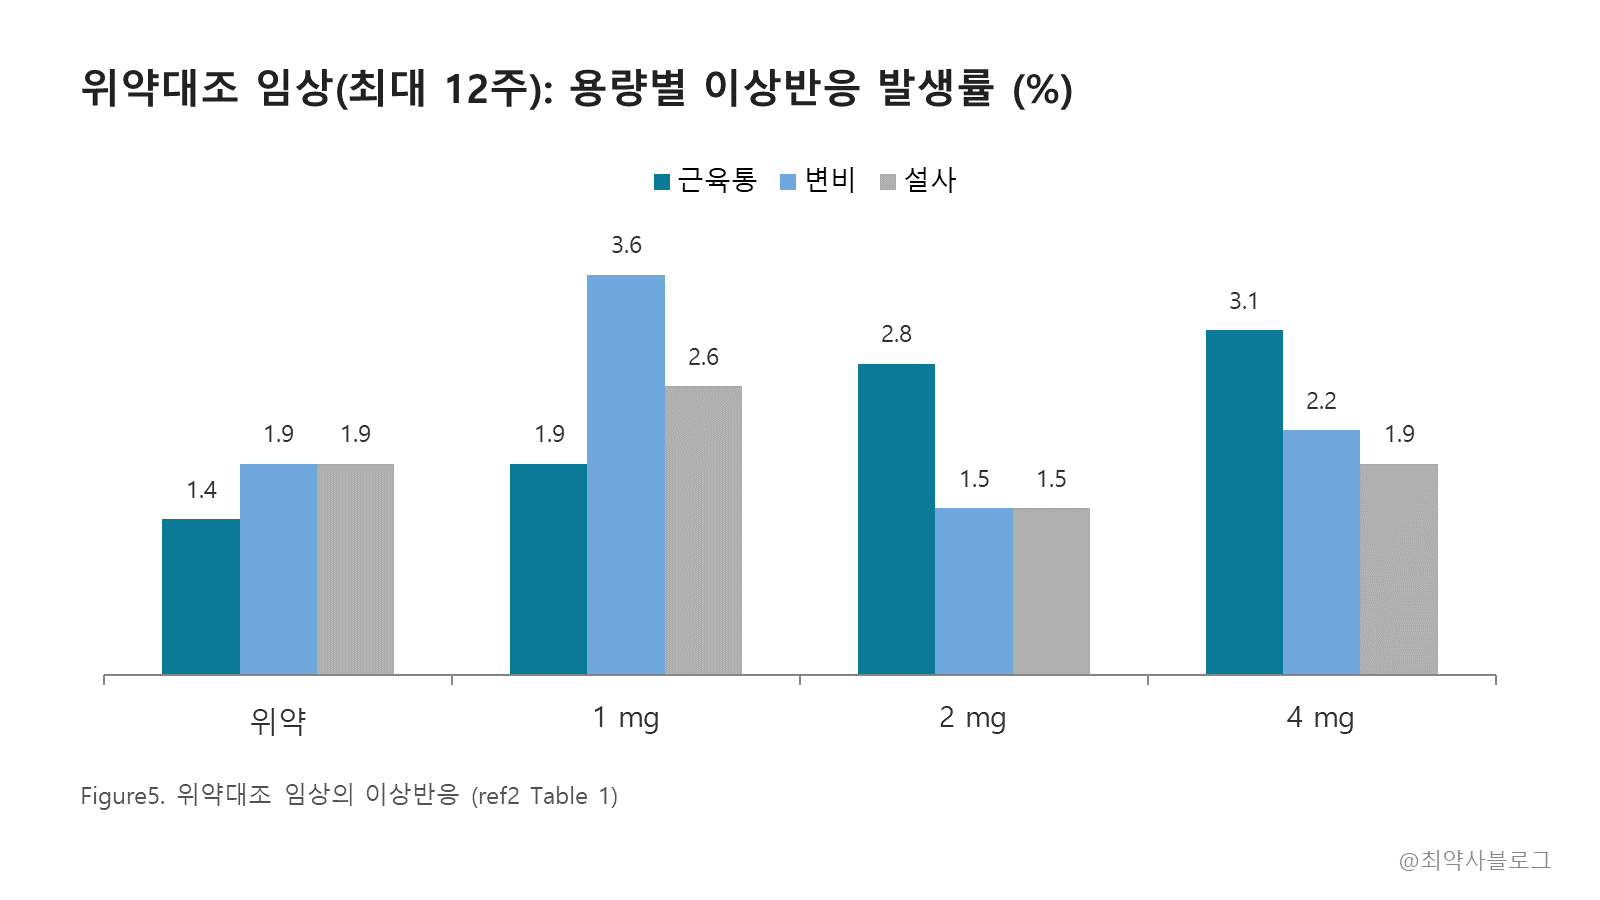 위약대조 임상(최대 12주): 용량별 이상반응 발생률 (%)
근육통 변비 설사
3.6
3.1
2.8
2.6
2.2
1.9 1.9 1.9 1.9
1.4 1.5 1.5
위약 1 mg 2 mg 4 mg
Figure5. 위약대조 임상의 이상반응 (ref2 Table 1)
@최약사블로그